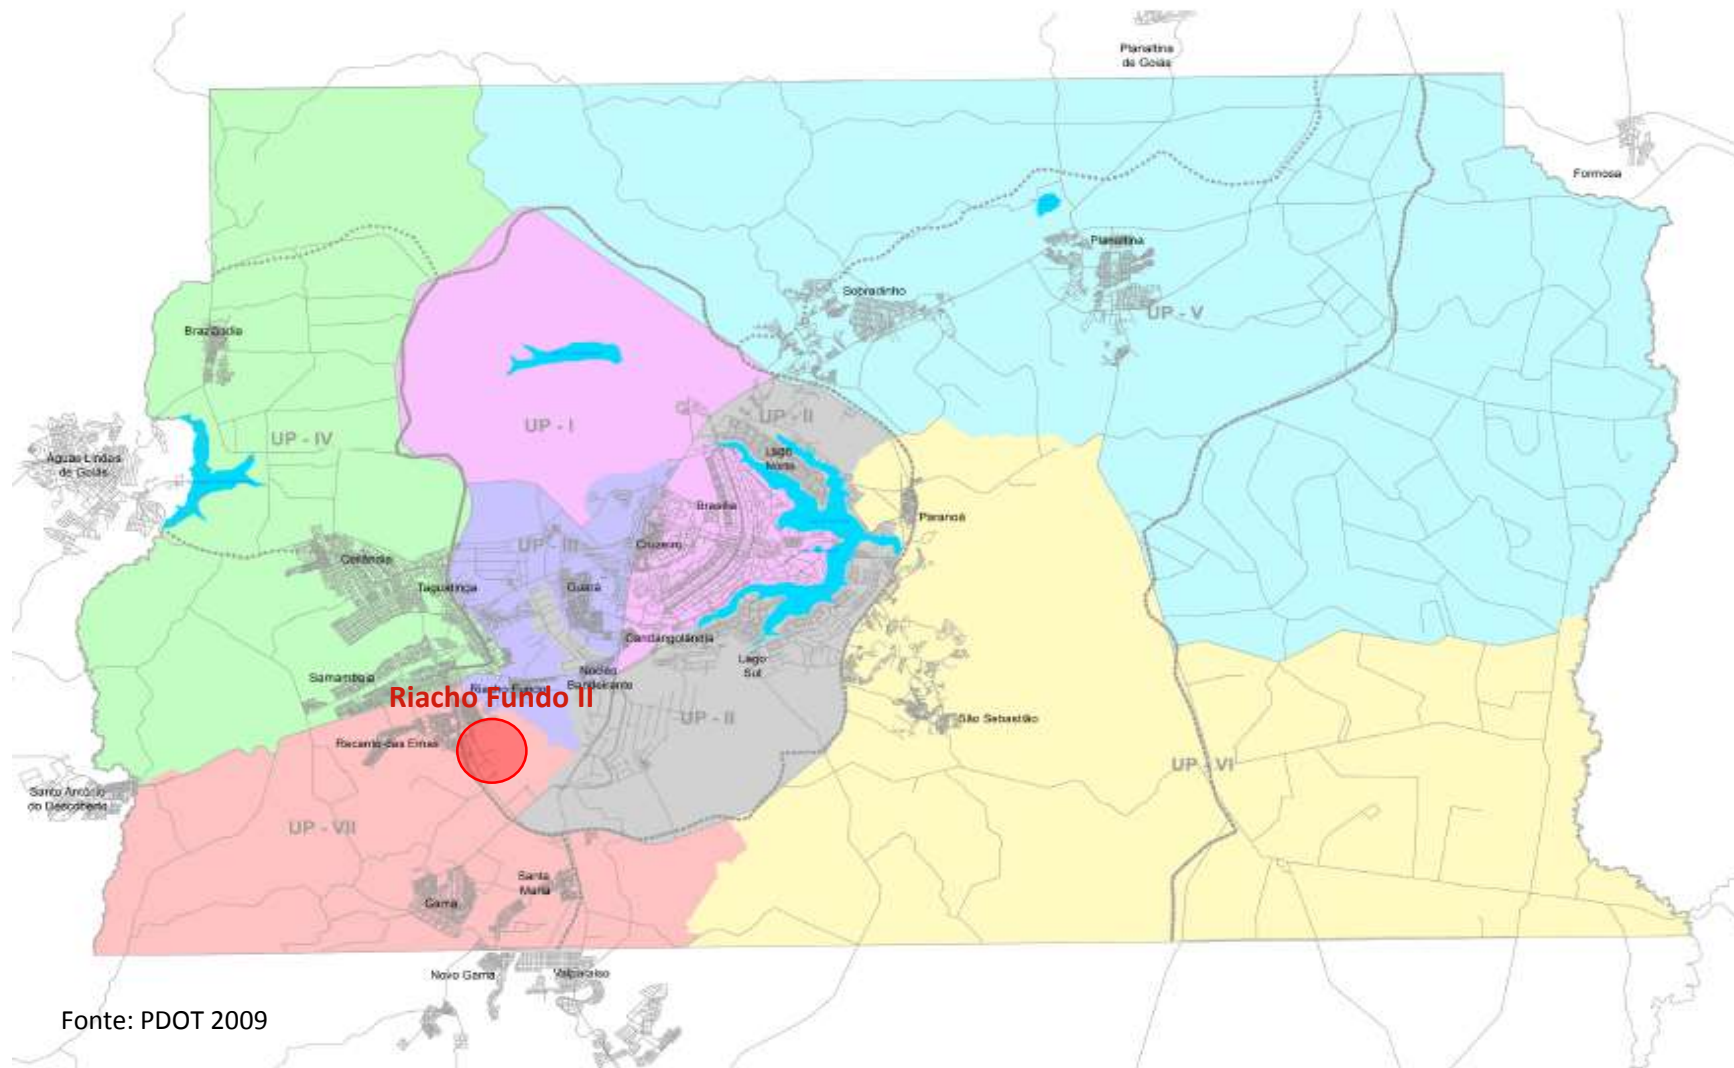 Planaltina
de Goiás
Formosa
Planaltina
Sobradinho
UP - V
Brazlândia
UP - II
UP - I
UP - IV
Águas Lindas
de Goiás
Lago
Norte
Brasília
Paranoá
Cruzeiro
UP - III
Ceilândia
Taguatinga
Guará
Candangolândia
Lago
Sul
Núcleo
Bandeirante
Samambaia
Riacho Fundo
Riacho Fundo II
UP - II
São Sebastião
Recanto das Emas
UP - VI
Santo Antônio
do Descoberto
UP - VII
Santa
Maria
Gama
Novo Gama
Valparaíso
Fonte: PDOT 2009